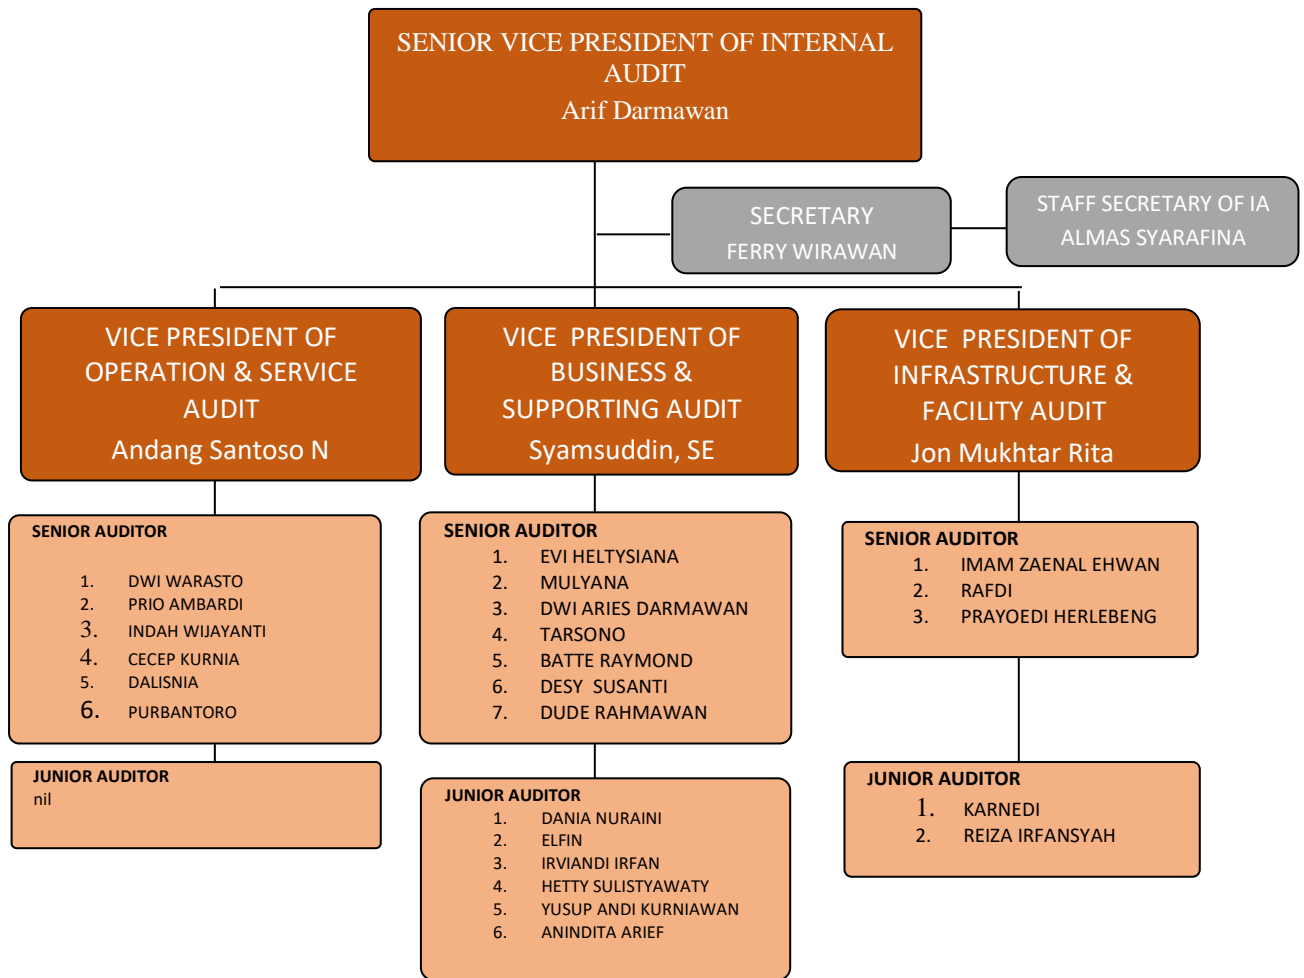 SENIOR VICE PRESIDENT OF INTERNAL
AUDIT
Arif Darmawan
SECRETARY
FERRY WIRAWAN
STAFF SECRETARY OF IA
ALMAS SYARAFINA
VICE PRESIDENT OF
OPERATION & SERVICE
AUDIT
Andang Santoso N
VICE  PRESIDENT OF
BUSINESS &
SUPPORTING AUDIT
Syamsuddin, SE
VICE  PRESIDENT OF
INFRASTRUCTURE &
FACILITY AUDIT
Jon Mukhtar Rita
SENIOR AUDITOR
1. DWI WARASTO
2. PRIO AMBARDI
3. INDAH WIJAYANTI
4. CECEP KURNIA
5. DALISNIA
6. PURBANTORO
JUNIOR AUDITOR
nil
SENIOR AUDITOR
1. EVI HELTYSIANA
2. MULYANA
3. DWI ARIES DARMAWAN
4. TARSONO
5. BATTE RAYMOND
6. DESY  SUSANTI
7. DUDE RAHMAWAN
JUNIOR AUDITOR
1. DANIA NURAINI
2. ELFIN
3. IRVIANDI IRFAN
4. HETTY SULISTYAWATY
5. YUSUP ANDI KURNIAWAN
6. ANINDITA ARIEF
SENIOR AUDITOR
1. IMAM ZAENAL EHWAN
2. RAFDI
3. PRAYOEDI HERLEBENG
JUNIOR AUDITOR
1. KARNEDI
2. REIZA IRFANSYAH